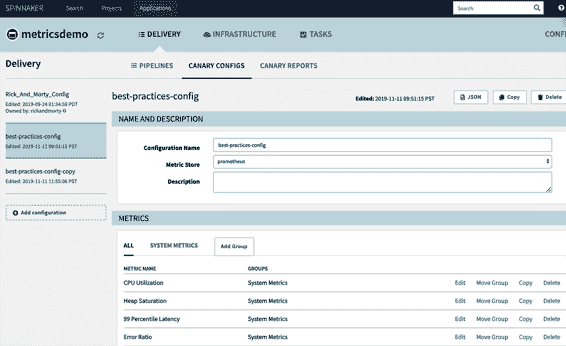 SPINNAKER Search Projects Applications Search
metricsdemo DELIVERY INFRASTRUCTURE TASKS CONFI
Delivery PIPELINES CANARY CONFIGS CANARY REPORTS
Rick_And_Morty_Config
Edited: 2019-09-24 01:34:58 PDT
Owned by: rickandmorty
best-practices-config
Edited: 2019-11-11 09:51:15 PST
best-practices-config-copy
Edited: 2019-11-11 11:55:06 PST
Add configuration
best-practices-config Edited: 2019-11-11 09:51:15 PST JSON Copy Delete
NAME AND DESCRIPTION
Configuration Name best-practices-config
Metric Store prometheus
Description
METRICS
ALL SYSTEM METRICS Add Group
METRIC NAME GROUPS
CPU Utilization System Metrics Edit Move Group Copy Delete
Heap Saturation System Metrics Edit Move Group Copy Delete
99 Percentile Latency System Metrics Edit Move Group Copy Delete
Error Ratio System Metrics Edit Move Group Copy Delete